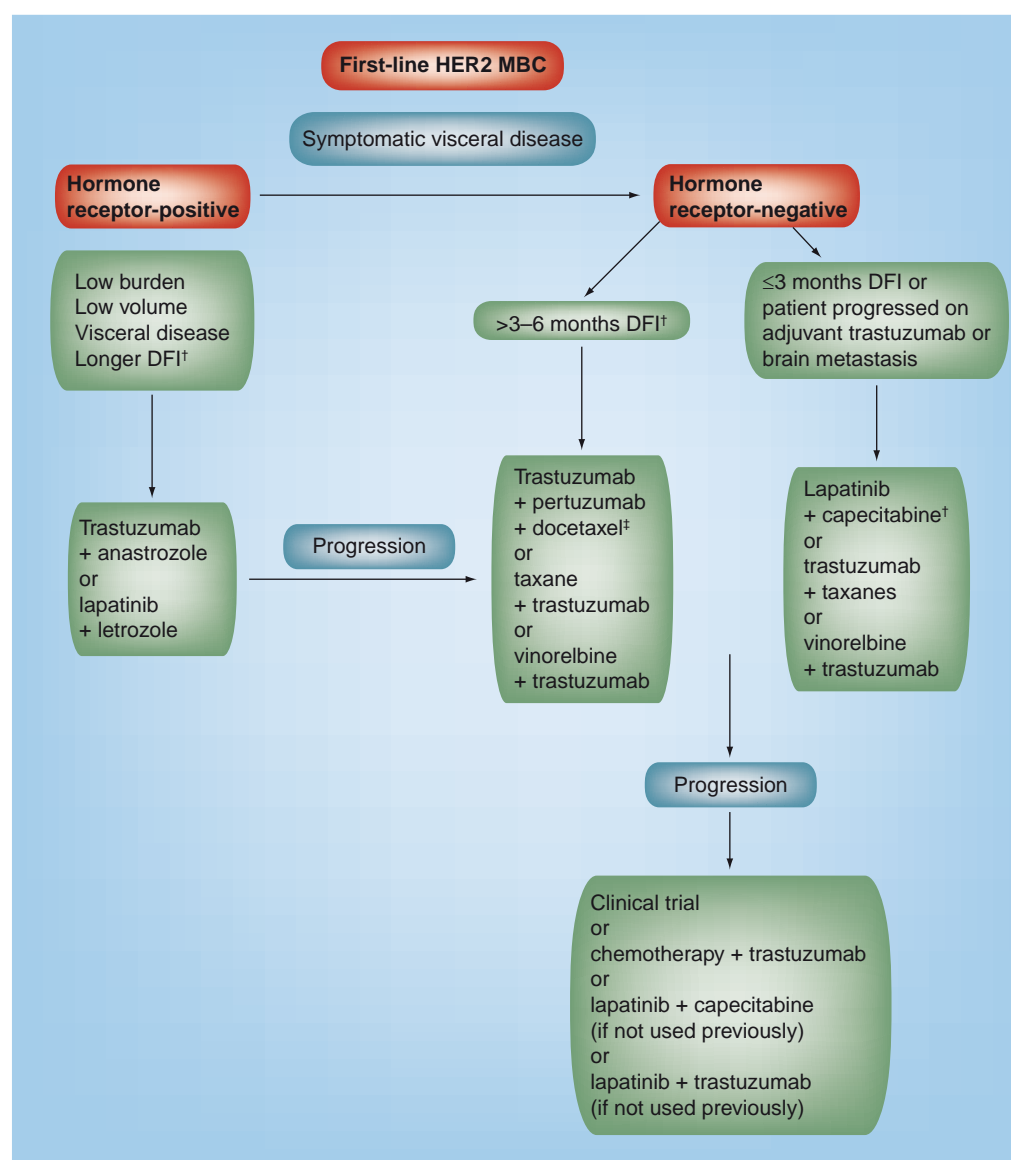 First-line HER2 MBC
Symptomatic visceral disease
Hormone
receptor-positive
Hormone
receptor-negative
Low burden
Low volume
Visceral disease
Longer DFI†
>3–6 months DFI†
≤3 months DFI or
patient progressed on
adjuvant trastuzumab or
brain metastasis
Trastuzumab
+ anastrozole
or
lapatinib
+ letrozole
Progression
Trastuzumab
+ pertuzumab
+ docetaxel‡
or
taxane
+ trastuzumab
or
vinorelbine
+ trastuzumab
Lapatinib
+ capecitabine†
or
trastuzumab
+ taxanes
or
vinorelbine
+ trastuzumab
Progression
Clinical trial
or
chemotherapy + trastuzumab
or
lapatinib + capecitabine
(if not used previously)
or
lapatinib + trastuzumab
(if not used previously)